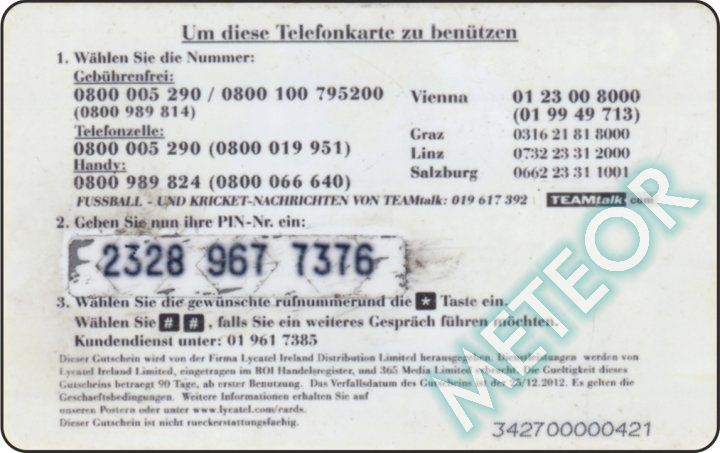 Um diese Telefonkarte zu benützen
1. Wählen Sie die Nummer:
Gebührenfrei:
0800 005 290 / 0800 100 795200
(0800 989 814)
Telefonzelle:
0800 005 290 (0800 019 951)
Handy:
0800 989 824 (0800 066 640)
Vienna 01 23 00 8000
(01 99 49 713)
Graz 0316 21 81 8000
Linz 0732 23 31 2000
Salzburg 0662 23 31 1001
FUSSBALL - UND KRICKET-NACHRICHTEN VON TEAMtalk: 019 617 392 TEAMtalk.com
2. Geben Sie nun ihre PIN-Nr. ein:
2328 967 7376
3. Wählen Sie die gewünschte rufnummerund die * Taste ein.
Wählen Sie # # , falls Sie ein weiteres Gespräch führen möchten.
Kundendienst unter: 01 961 7385
Dieser Gutschein wird von der Firma Lycatel Ireland Distribution Limited herausgegeben. Dienstleistungen werden von
Lycatel Ireland Limited, eingetragen im ROI Handelsregister, und 365 Media Limited erbracht. Die Gueltigkeit dieses
Gutscheins betraegt 90 Tage, ab erster Benutzung. Das Verfallsdatum des Gutscheins ist der 25/12/2012. Es gelten die
Geschaeftsbedingungen. Weitere Informationen erhalten Sie auf
unseren Postern oder unter www.lycatel.com/cards.
Dieser Gutschein ist nicht rueckerstattungsfaehig.
342700000421
METEOR